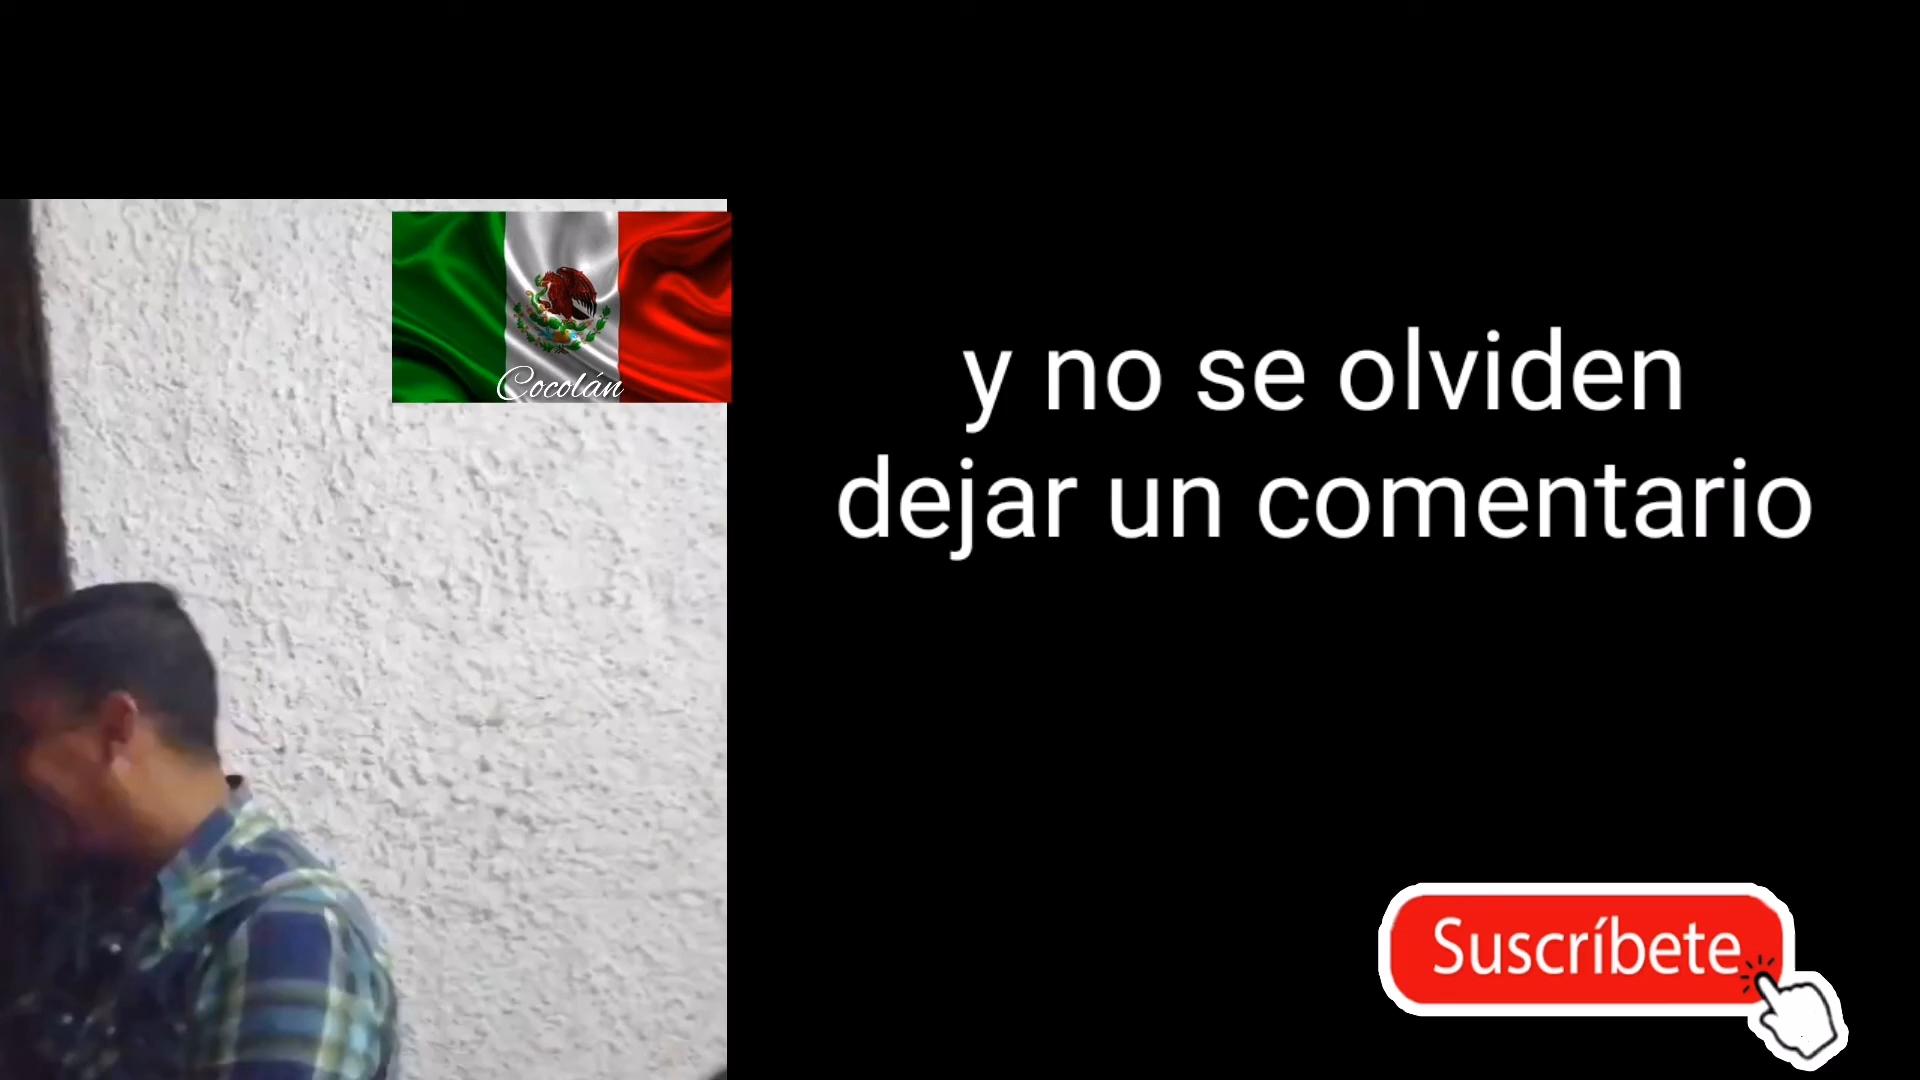 Cocolán
y no se olviden
dejar un comentario
Suscríbete